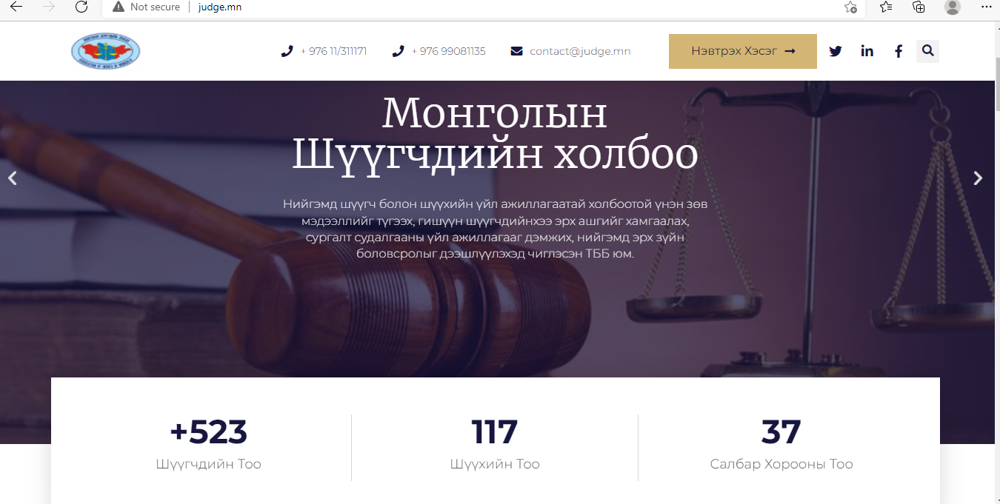 Not secure
judge.mn
+ 976 11/311171
+ 976 99081135
contact@judge.mn
Нэвтрэх Хэсэг
Монголын
Шүүгчдийн холбоо
Нийгэмд шүүгч болон шүүхийн үйл ажиллагаатай холбоотой үнэн зөв
мэдээллийг түгээх, гишүүн шүүгчдийнхээ эрх ашгийг хамгаалах,
сургалт судалгааны үйл ажиллагааг дэмжих, нийгэмд эрх зүйн
боловсролыг дээшлүүлэхэд чиглэсэн ТББ юм.
+523
Шүүгчдийн Тоо
117
Шүүхийн Тоо
37
Салбар Хорооны Тоо